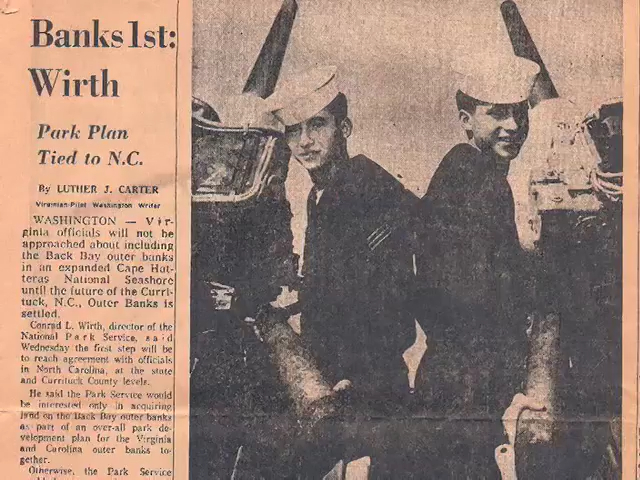 Banks 1st:
Wirth
Park Plan
Tied to N.C.
By LUTHER J. CARTER
Virginian-Pilot Washington Writer
WASHINGTON — Vir-
ginia officials will not be
approached about including
the Back Bay outer banks
in an expanded Cape Hat-
teras National Seashore
until the future of the Curri-
tuck, N.C., Outer Banks is
settled.
Conrad L. Wirth, director of the
National Park Service, said
Wednesday the first step will be
to reach agreement with officials
in North Carolina, at the state
and Currituck County levels.
He said the Park Service would
be interested only in acquiring
land on the Back Bay outer banks
as part of an over-all park de-
velopment plan for the Virginia
and Carolina outer banks to-
gether.
Otherwise, the Park Service